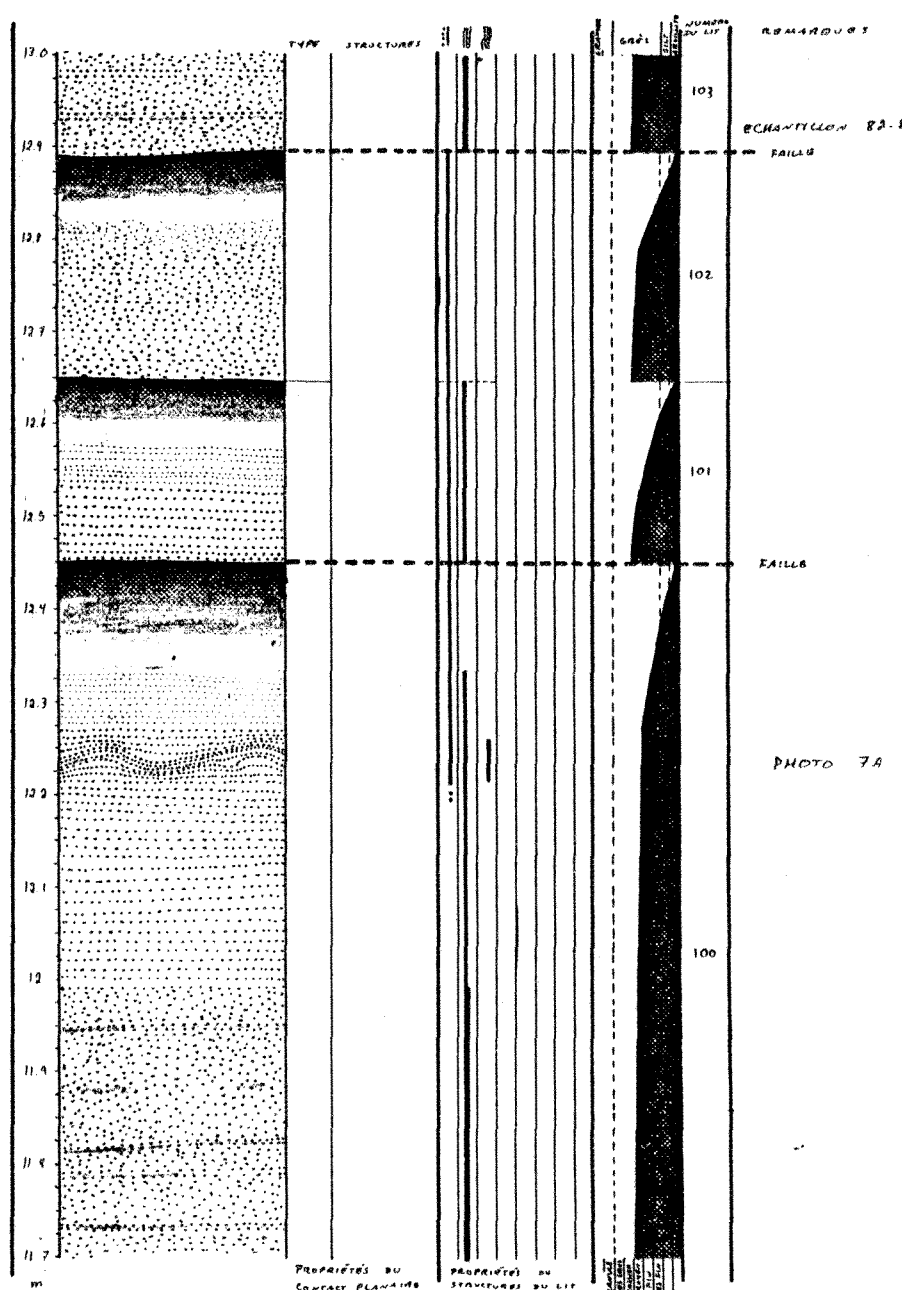 TYPE STRUCTURES
GRÈS
SILT
NUMÉRO
DU LIT
REMARQUES
13.0
103
ECHANTILLON 82-8
12.9
FAILLE
12.8
102
12.7
12.6
101
12.5
FAILLE
12.4
12.3
PHOTO 7A
12.2
12.1
100
12
11.9
11.8
11.7
m
PROPRIÉTÉS DU
CONTACT PLANAIRE
PROPRIÉTÉS DU
STRUCTURES DU LIT